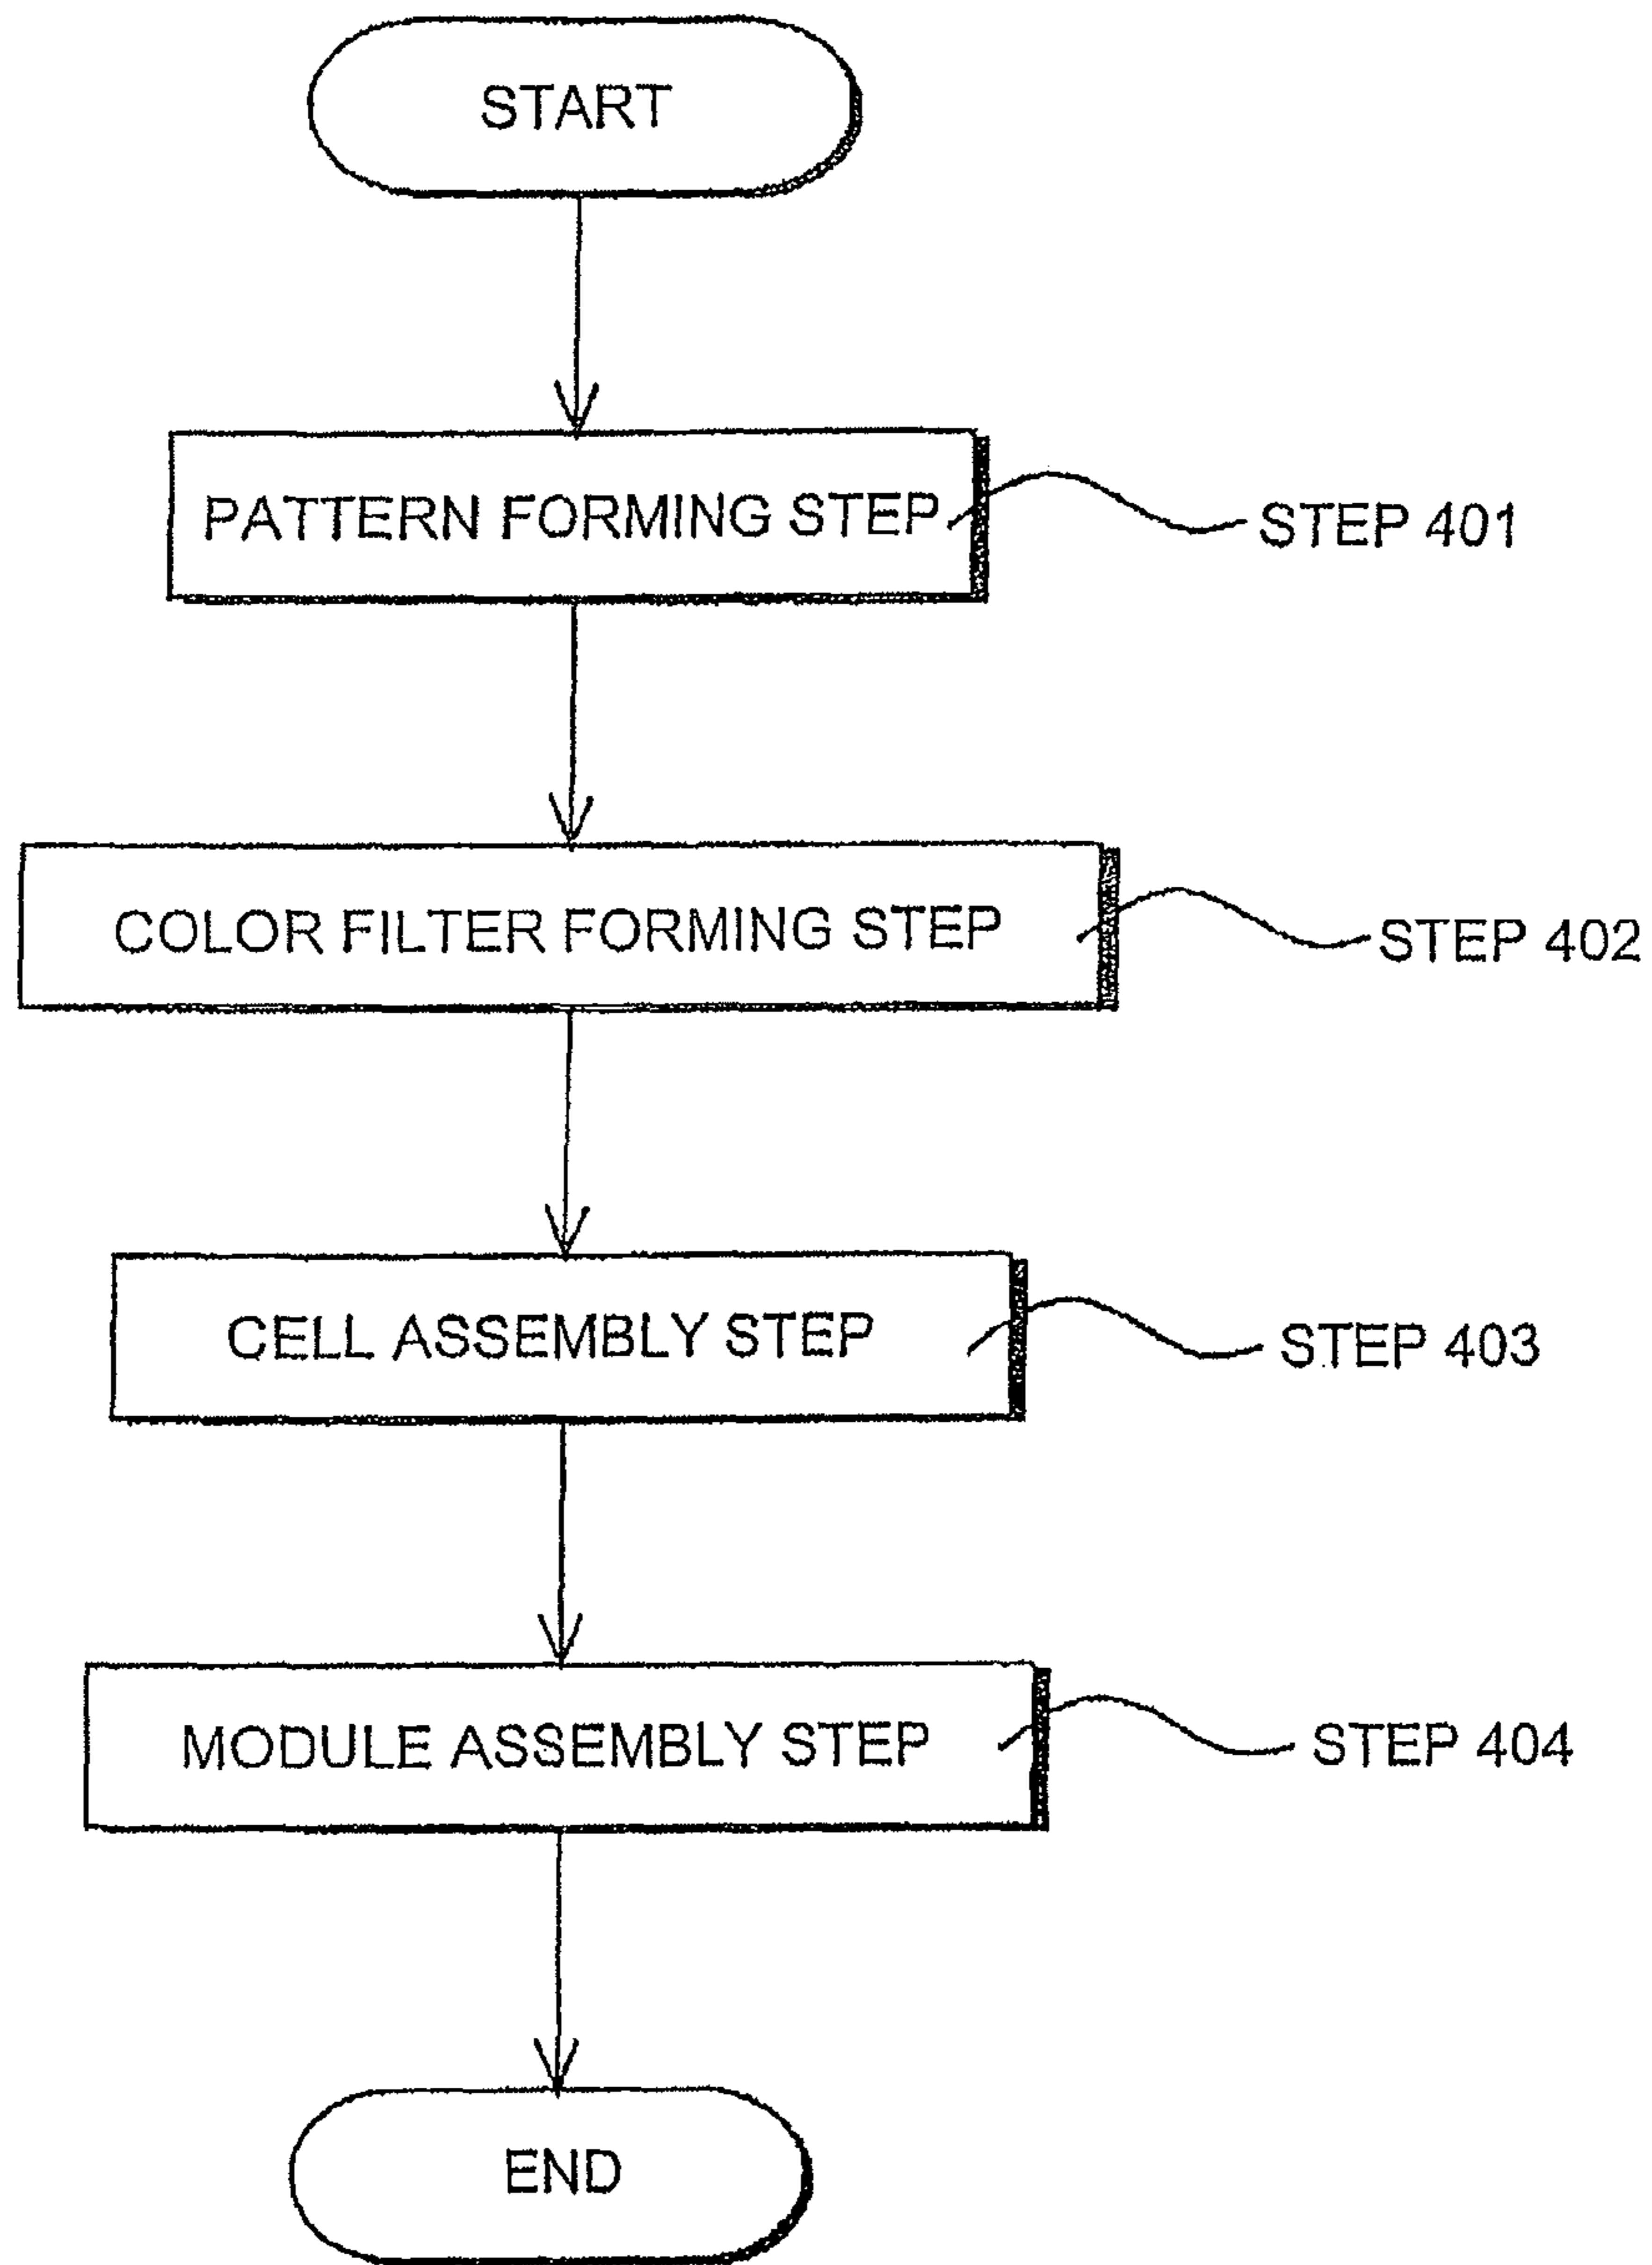 START
PATTERN FORMING STEP
STEP 401
COLOR FILTER FORMING STEP
STEP 402
CELL ASSEMBLY STEP
STEP 403
MODULE ASSEMBLY STEP
STEP 404
END